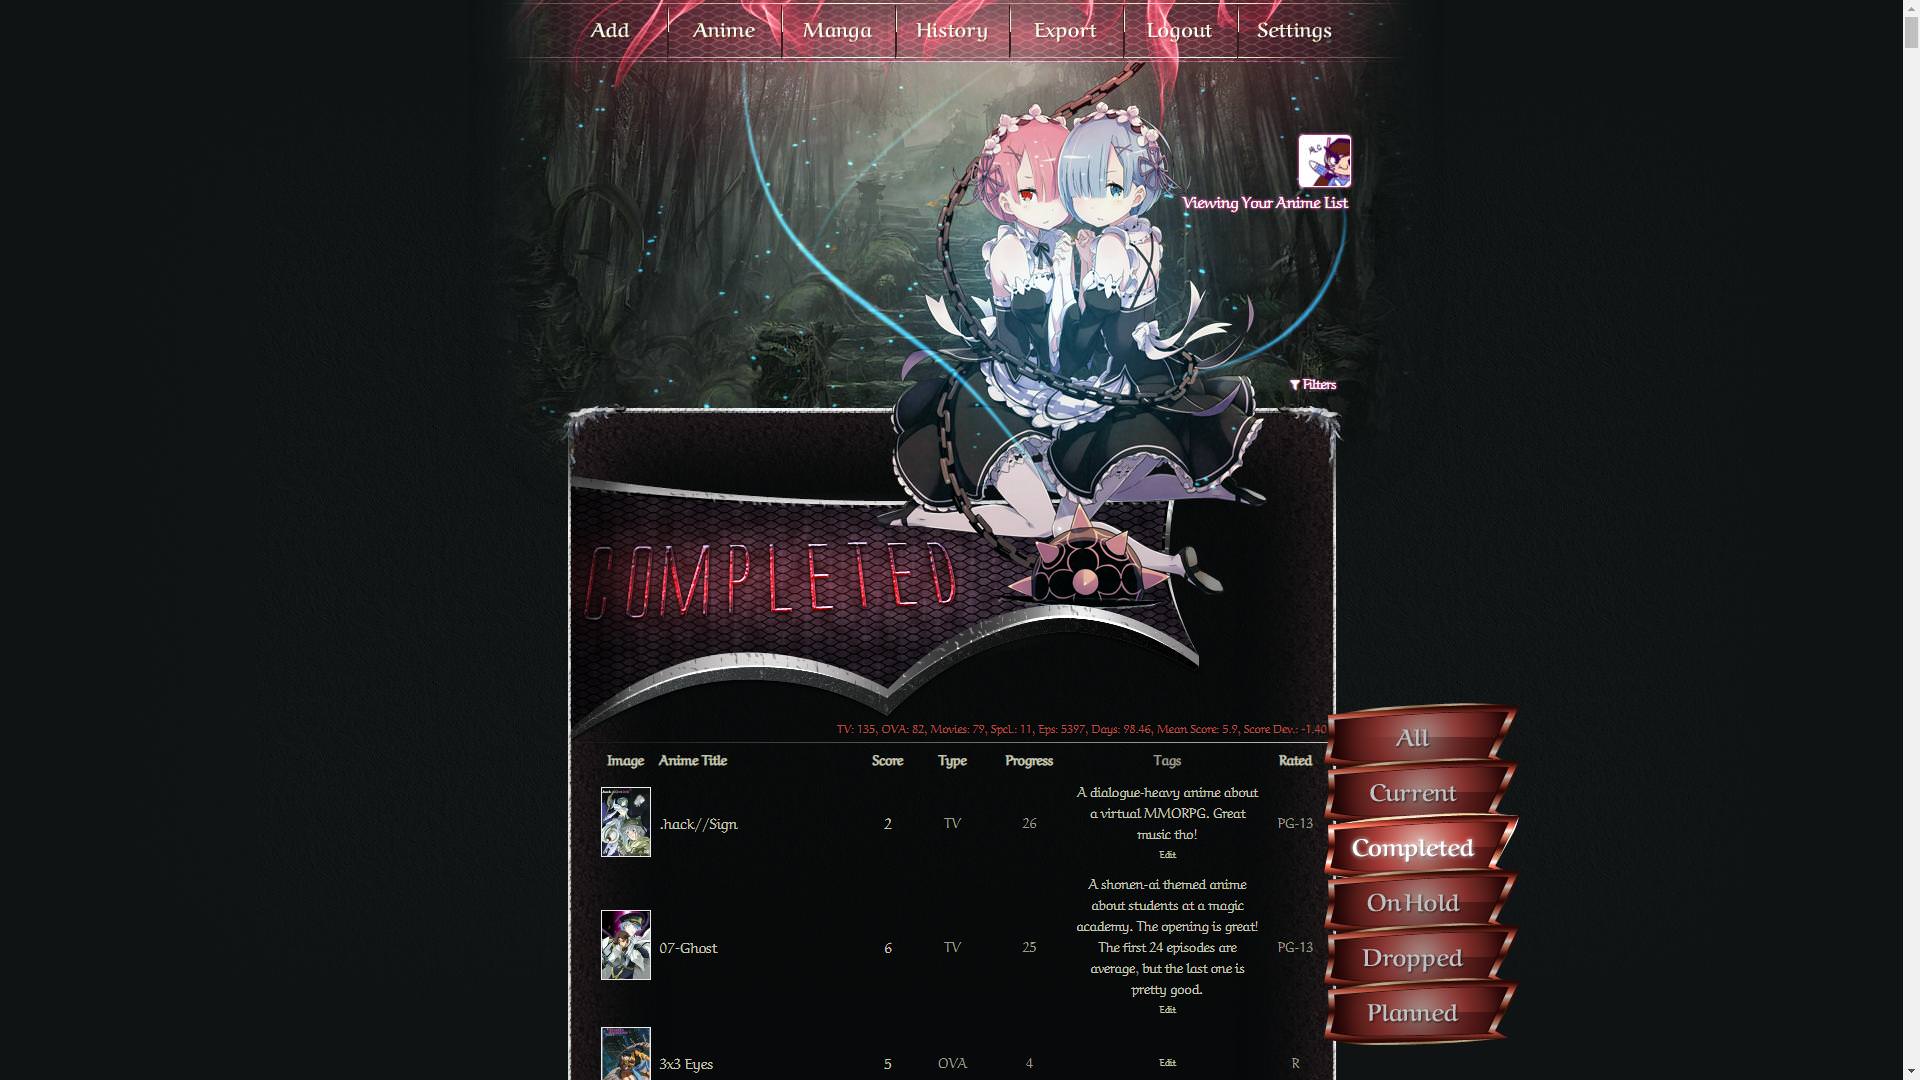 Add Anime Manga History Export Logout Settings
Viewing Your Anime List
Filters
COMPLETED
TV: 135, OVA: 82, Movies: 79, Spcl.: 11, Eps: 5397, Days: 98.46, Mean Score: 5.9, Score Dev.: -1.40
All
Current
Completed
On Hold
Dropped
Planned
Image Anime Title Score Type Progress Tags Rated
.hack//Sign 2 TV 26 PG-13
A dialogue-heavy anime about
a virtual MMORPG. Great
music tho!
Edit
07-Ghost 6 TV 25 PG-13
A shonen-ai themed anime
about students at a magic
academy. The opening is great!
The first 24 episodes are
average, but the last one is
pretty good.
Edit
3x3 Eyes 5 OVA 4 Edit R